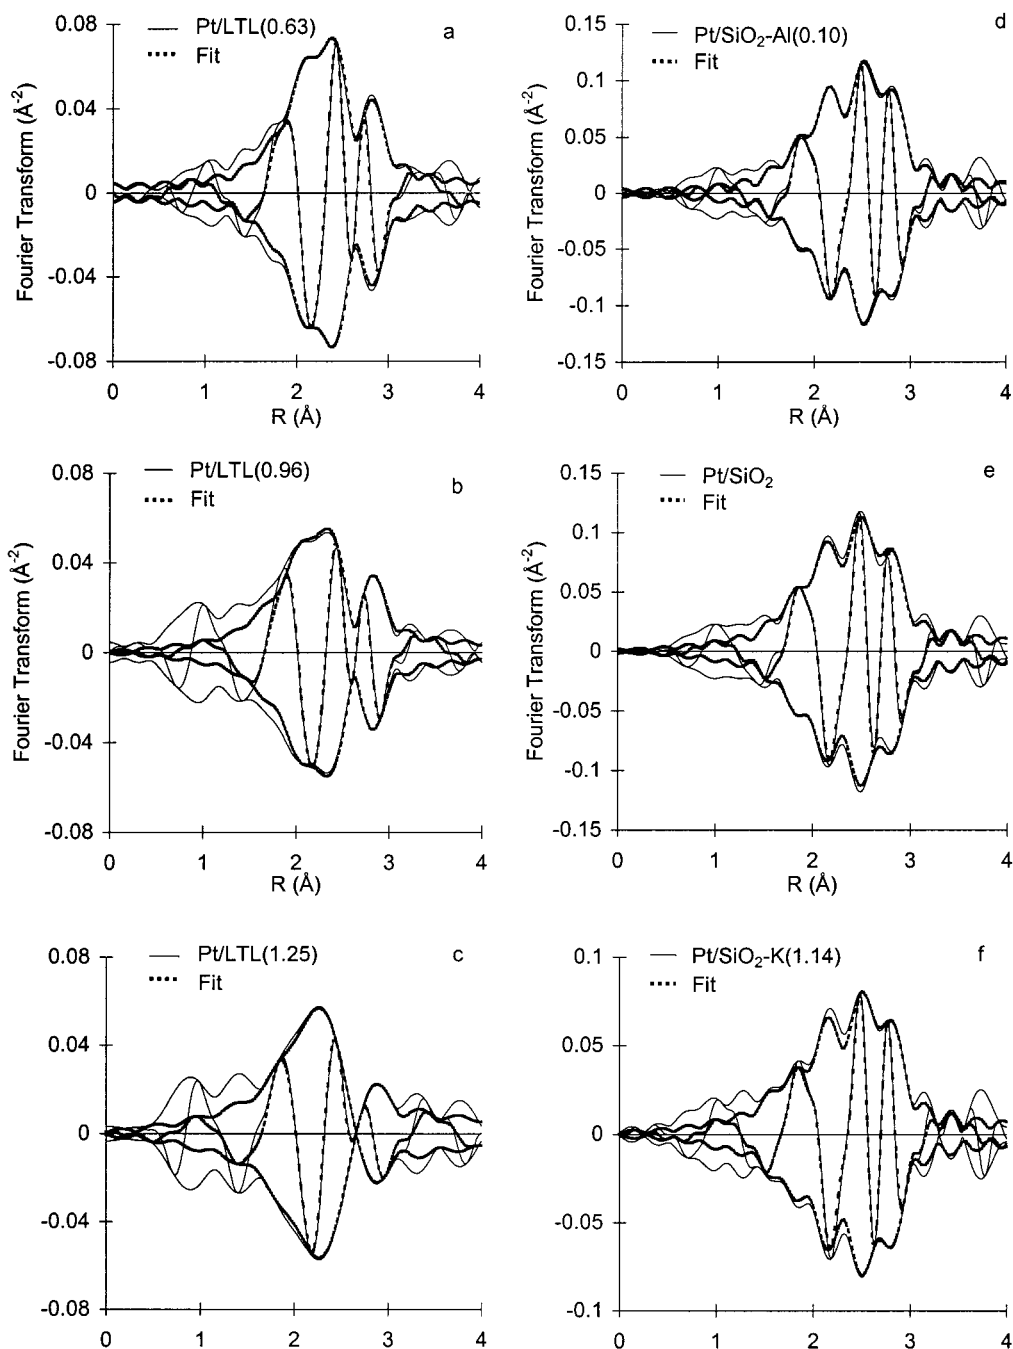 a
Pt/LTL(0.63)
Fit
Fourier Transform (Å-2)
0.08
0.04
0
-0.04
-0.08
0 1 2 3 4
R (Å)
d
Pt/SiO2-Al(0.10)
Fit
Fourier Transform (Å-2)
0.15
0.1
0.05
0
-0.05
-0.1
-0.15
0 1 2 3 4
R (Å)
b
Pt/LTL(0.96)
Fit
Fourier Transform (Å-2)
0.08
0.04
0
-0.04
-0.08
0 1 2 3 4
R (Å)
e
Pt/SiO2
Fit
Fourier Transform (Å-2)
0.15
0.1
0.05
0
-0.05
-0.1
-0.15
0 1 2 3 4
R (Å)
c
Pt/LTL(1.25)
Fit
0.08
0.04
0
-0.04
-0.08
0 1 2 3 4
f
Pt/SiO2-K(1.14)
Fit
0.1
0.05
0
-0.05
-0.1
0 1 2 3 4